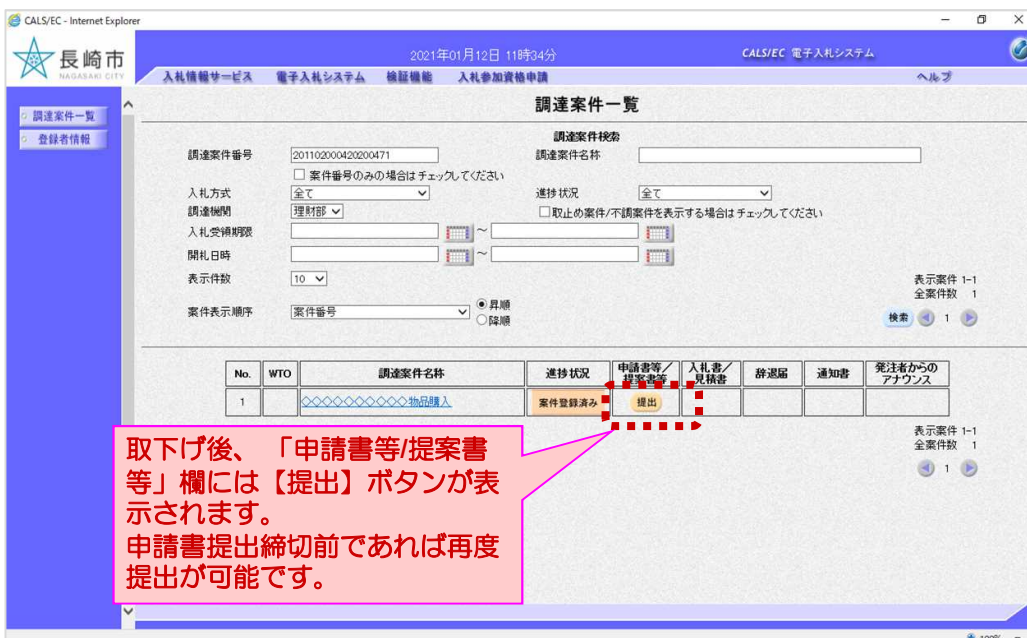 CALS/EC - Internet Explorer
長崎市
NAGASAKI CITY
2021年01月12日 11時34分
CALS/EC 電子入札システム
入札情報サービス 電子入札システム 検証機能 入札参加資格申請 ヘルプ
調達案件一覧
登録者情報
調達案件一覧
調達案件検索
調達案件番号 201102000420200471 調達案件名称
案件番号のみの場合はチェックしてください
入札方式 全て 進捗状況 全て
調達機関 理財部 取止め案件/不調案件を表示する場合はチェックしてください
入札受領期限 ～
開札日時 ～
表示件数 10
表示案件 1-1
全案件数 1
案件表示順序 案件番号 昇順
降順
検索 1
No. WTO 調達案件名称 進捗状況 申請書等／提案書等 入札書／見積書 辞退届 通知書 発注者からのアナウンス
1 ◇◇◇◇◇◇◇◇◇◇物品購入 案件登録済み 提出
表示案件 1-1
全案件数 1
1
取下げ後、「申請書等/提案書
等」欄には【提出】ボタンが表
示されます。
申請書提出締切前であれば再度
提出が可能です。
100%